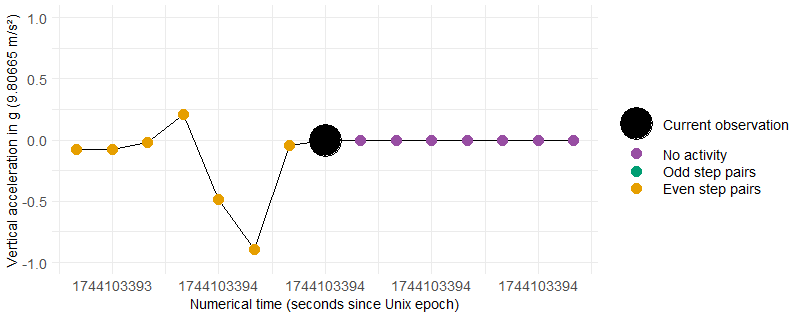 Vertical acceleration in g (9.80665 m/s²)
1.0
0.5
0.0
-0.5
-1.0
1744103393 1744103394 1744103394 1744103394 1744103394
Numerical time (seconds since Unix epoch)
Current observation
No activity
Odd step pairs
Even step pairs